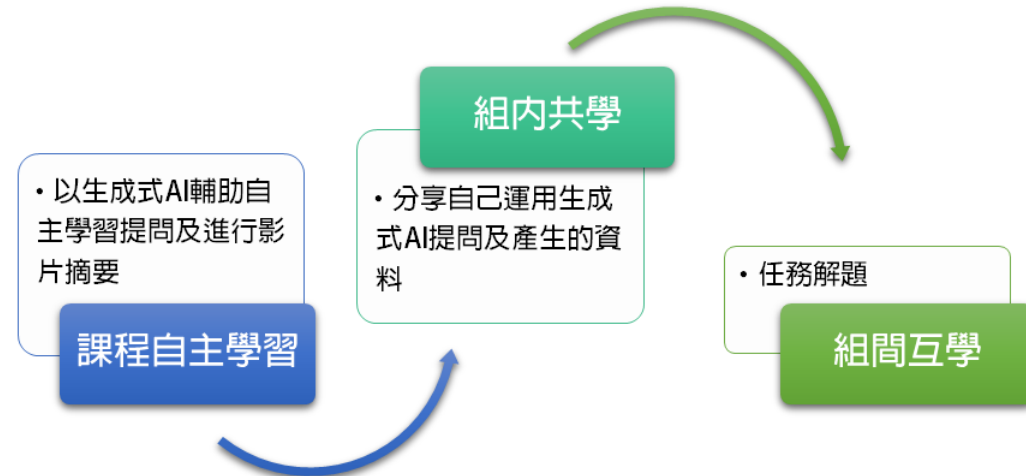 • 以生成式AI輔助自
主學習提問及進行影
片摘要
課程自主學習
組內共學
• 分享自己運用生成
式AI提問及產生的資
料
• 任務解題
組間互學